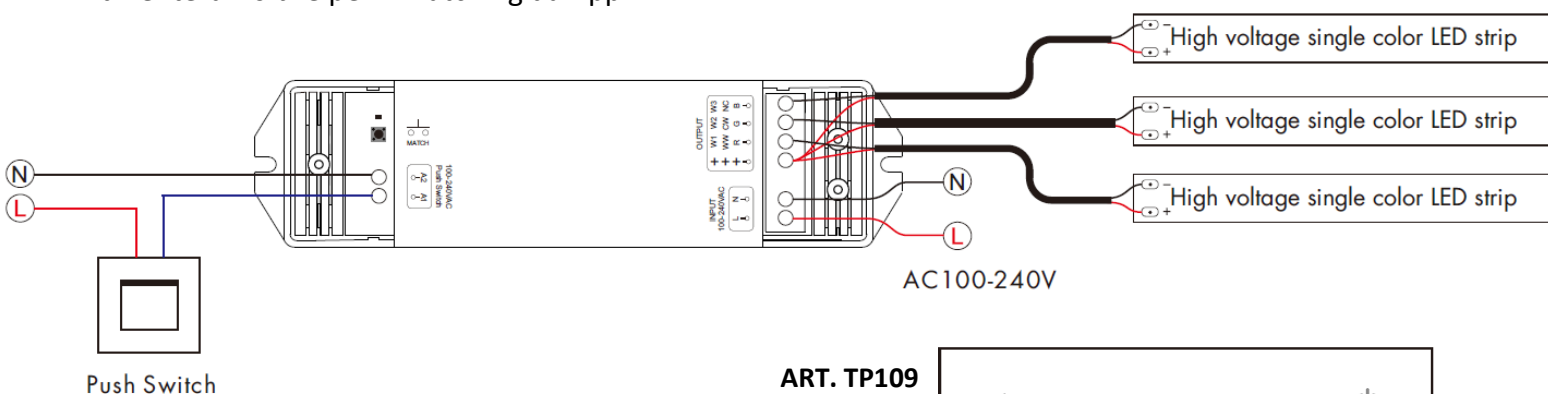 High voltage single color LED strip
High voltage single color LED strip
High voltage single color LED strip
MATCH
A2
A1
100-240VAC
Push Switch
OUTPUT
W3 NC B
W2 CW G
W1 WW R
+ + +
INPUT
100-240VAC
N
L
N
L
N
L
AC100-240V
Push Switch
ART. TP109